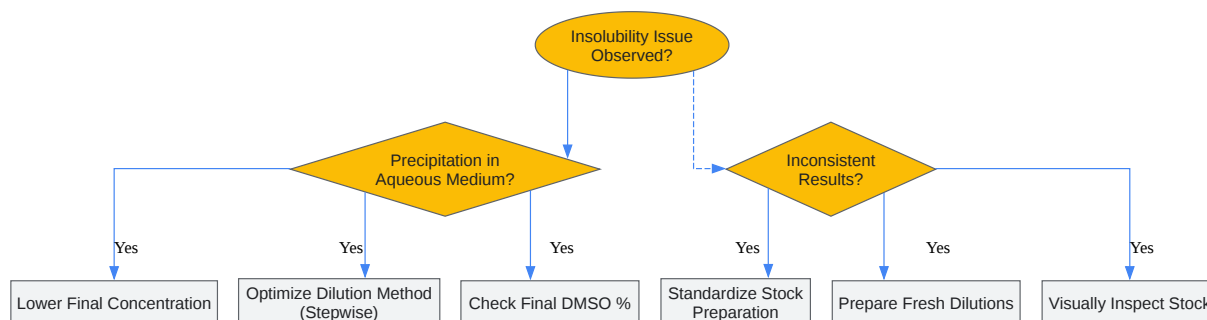 Insolubility Issue
Observed?
Precipitation in
Aqueous Medium?
Inconsistent
Results?
Yes
Yes
Yes
Yes
Yes
Yes
Lower Final Concentration
Optimize Dilution Method
(Stepwise)
Check Final DMSO %
Standardize Stock
Preparation
Prepare Fresh Dilutions
Visually Inspect Stock